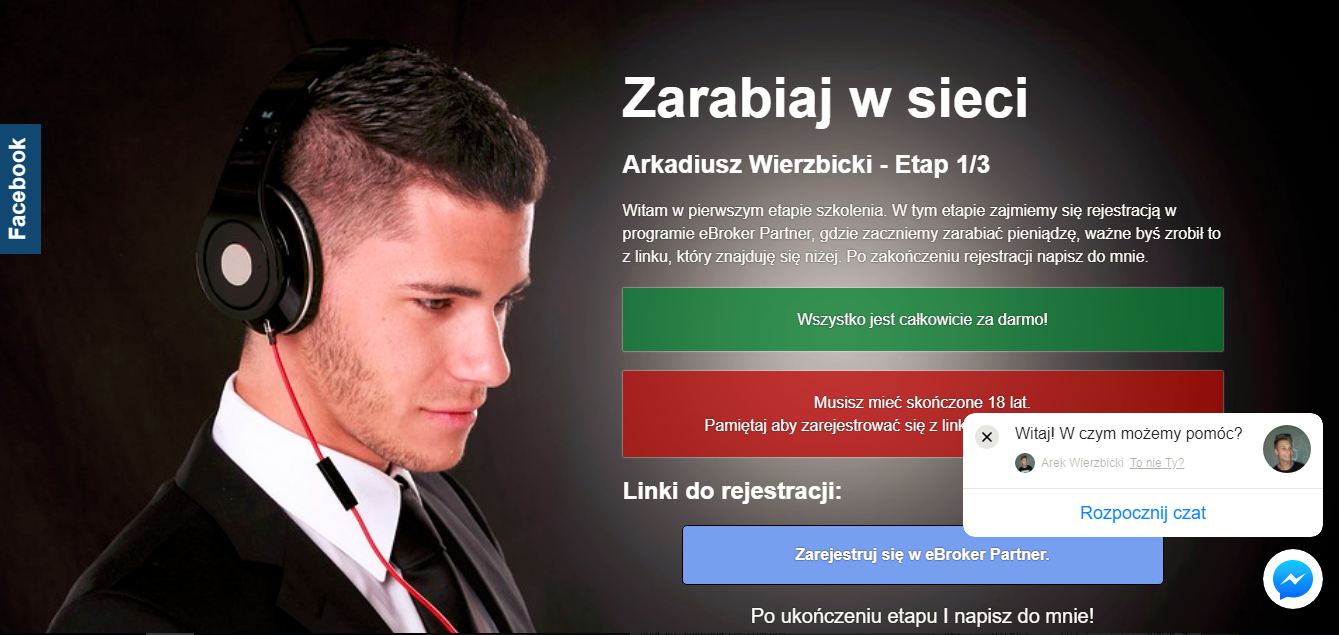 Facebook
Zarabiaj w sieci
Arkadiusz Wierzbicki - Etap 1/3
Witam w pierwszym etapie szkolenia. W tym etapie zajmiemy się rejestracją w
programie eBroker Partner, gdzie zaczniemy zarabiać pieniądze, ważne byś zrobił to
z linku, który znajduję się niżej. Po zakończeniu rejestracji napisz do mnie.
Wszystko jest całkowicie za darmo!
Musisz mieć skończone 18 lat.
Pamiętaj aby zarejestrować się z link
Witaj! W czym możemy pomóc?
Arek Wierzbicki To nie Ty?
Rozpocznij czat
Linki do rejestracji:
Zarejestruj się w eBroker Partner.
Po ukończeniu etapu I napisz do mnie!